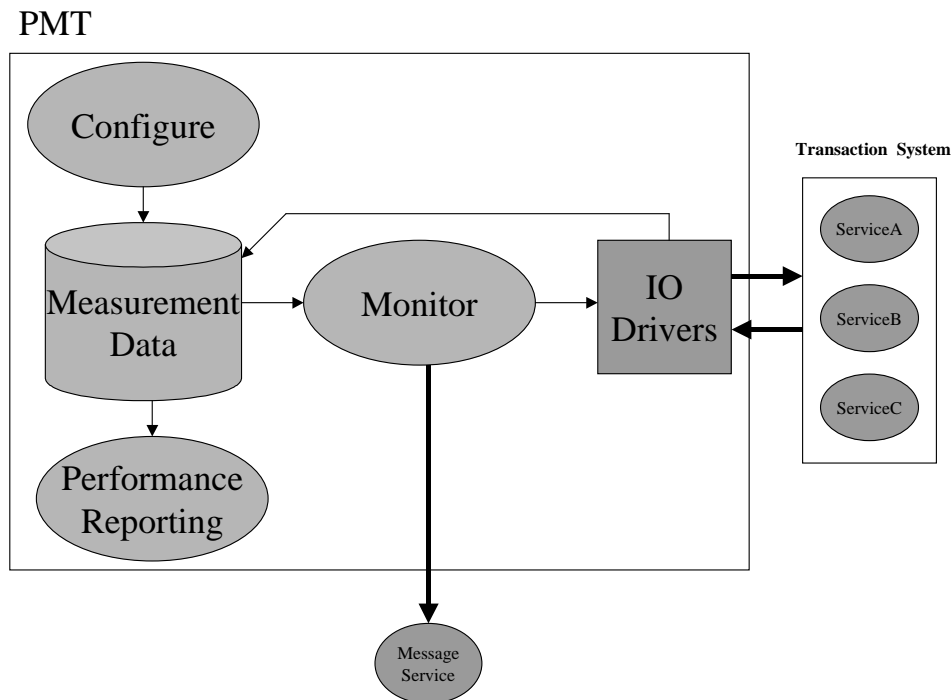 PMT
Configure
Transaction System
ServiceA
Measurement
Data
Monitor
IO
Drivers
ServiceB
ServiceC
Performance
Reporting
Message
Service